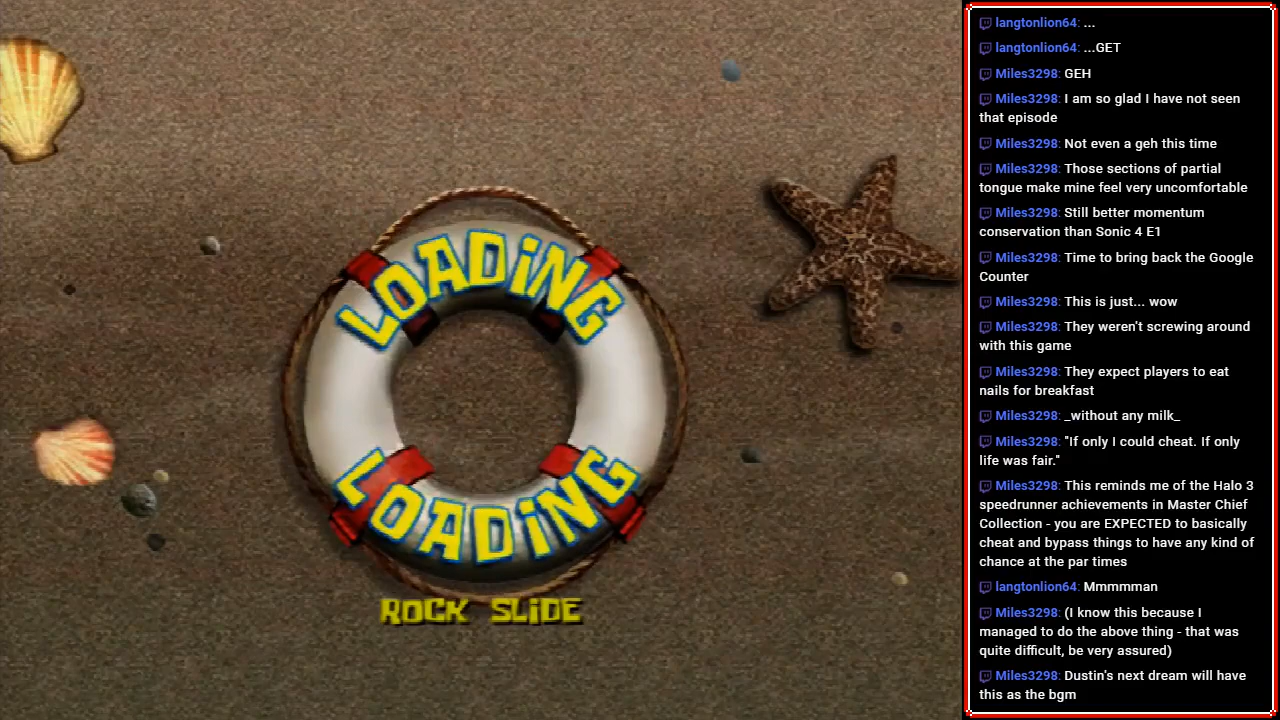 LOADiNG
LOADiNG
ROCK SLiDE
langtonlion64: ...
langtonlion64: ...GET
Miles3298: GEH
Miles3298: I am so glad I have not seen
that episode
Miles3298: Not even a geh this time
Miles3298: Those sections of partial
tongue make mine feel very uncomfortable
Miles3298: Still better momentum
conservation than Sonic 4 E1
Miles3298: Time to bring back the Google
Counter
Miles3298: This is just... wow
Miles3298: They weren't screwing around
with this game
Miles3298: They expect players to eat
nails for breakfast
Miles3298: _without any milk_
Miles3298: "If only I could cheat. If only
life was fair."
Miles3298: This reminds me of the Halo 3
speedrunner achievements in Master Chief
Collection - you are EXPECTED to basically
cheat and bypass things to have any kind of
chance at the par times
langtonlion64: Mmmmman
Miles3298: (I know this because I
managed to do the above thing - that was
quite difficult, be very assured)
Miles3298: Dustin's next dream will have
this as the bgm